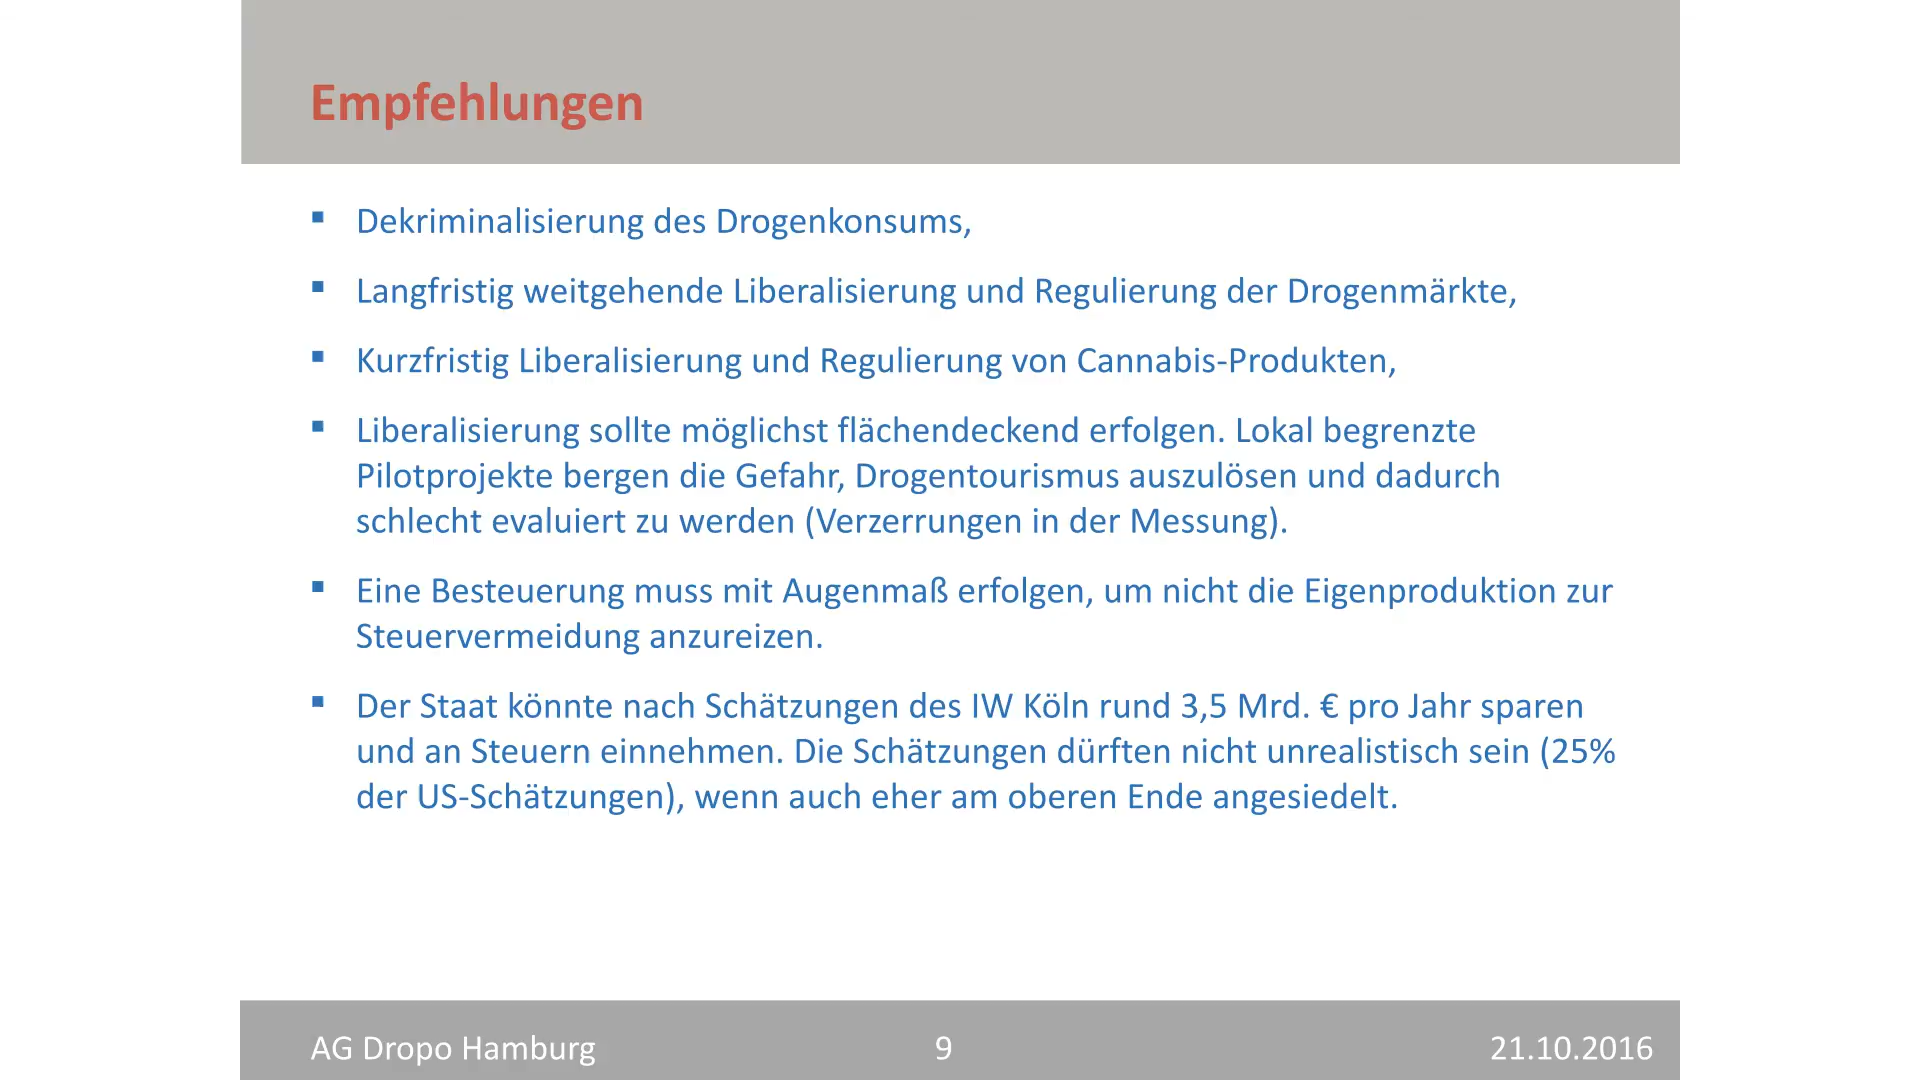 Empfehlungen
▪ Dekriminalisierung des Drogenkonsums,
▪ Langfristig weitgehende Liberalisierung und Regulierung der Drogenmärkte,
▪ Kurzfristig Liberalisierung und Regulierung von Cannabis-Produkten,
▪ Liberalisierung sollte möglichst flächendeckend erfolgen. Lokal begrenzte
Pilotprojekte bergen die Gefahr, Drogentourismus auszulösen und dadurch
schlecht evaluiert zu werden (Verzerrungen in der Messung).
▪ Eine Besteuerung muss mit Augenmaß erfolgen, um nicht die Eigenproduktion zur
Steuervermeidung anzureizen.
▪ Der Staat könnte nach Schätzungen des IW Köln rund 3,5 Mrd. € pro Jahr sparen
und an Steuern einnehmen. Die Schätzungen dürften nicht unrealistisch sein (25%
der US-Schätzungen), wenn auch eher am oberen Ende angesiedelt.
AG Dropo Hamburg 9 21.10.2016